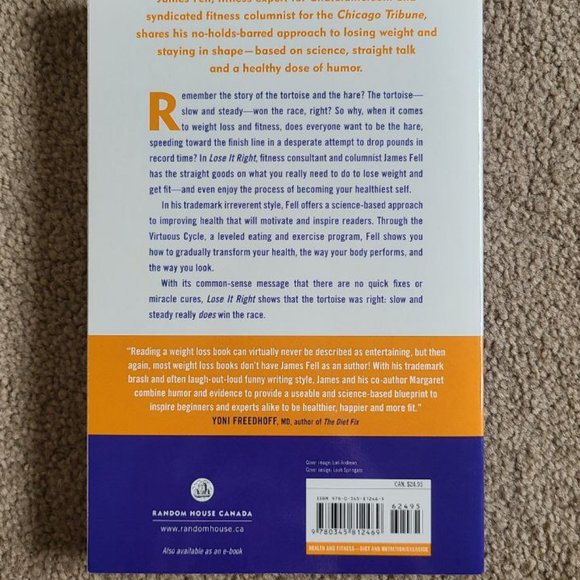 James Fell, fitness expert for
syndicated fitness columnist for the Chicago Tribune,
shares his no-holds-barred approach to losing weight and
staying in shape—based on science, straight talk
and a healthy dose of humor.
Remember the story of the tortoise and the hare? The tortoise—
slow and steady—won the race, right? So why, when it comes
to weight loss and fitness, does everyone want to be the hare,
speeding toward the finish line in a desperate attempt to drop pounds in
record time? In Lose It Right, fitness consultant and columnist James Fell
has the straight goods on what you really need to do to lose weight and
get fit—and even enjoy the process of becoming your healthiest self.
In his trademark irreverent style, Fell offers a science-based approach
to improving health that will motivate and inspire readers. Through the
Virtuous Cycle, a leveled eating and exercise program, Fell shows you
how to gradually transform your health, the way your body performs, and
the way you look.
With its common-sense message that there are no quick fixes or
miracle cures, Lose It Right shows that the tortoise was right: slow and
steady really does win the race.
"Reading a weight loss book can virtually never be described as entertaining, but then
again, most weight loss books don't have James Fell as an author! With his trademark
brash and often laugh-out-loud funny writing style, James and his co-author Margaret
combine humor and evidence to provide a useable and science-based blueprint to
inspire beginners and experts alike to be healthier, happier and more fit."
YONI FREEDHOFF, MD, author of The Diet Fix
RANDOM HOUSE CANADA
www.randomhouse.ca
Also available as an e-book
Cover image:
Cover design: Leah Springate
CAN. $24.95
ISBN 978-0-345-81246-9
62495
9 780345 812469
HEALTH AND FITNESS—DIET AND NUTRITION/EXERCISE